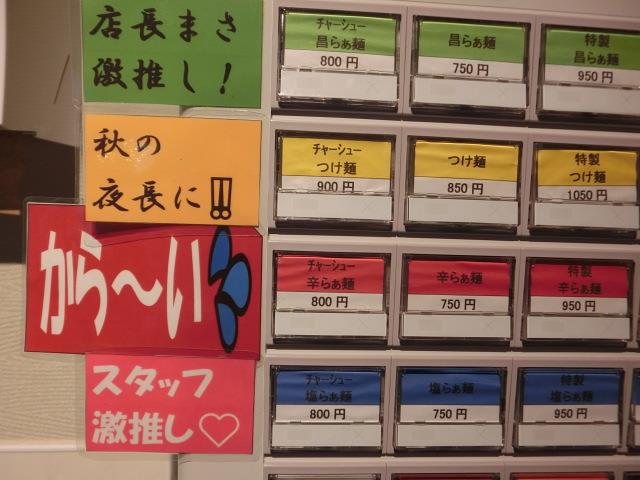 店長まさ
激推し!
チャーシュー
昌らぁ麺
800円
昌らぁ麺
750円
特製
昌らぁ麺
950円
秋の
夜長に!!
チャーシュー
つけ麺
900円
つけ麺
850円
特製
つけ麺
1050円
がら〜い
チャーシュー
辛らぁ麺
800円
辛らぁ麺
750円
特製
辛らぁ麺
950円
スタッフ
激推し♡
チャーシュー
塩らぁ麺
800円
塩らぁ麺
750円
特製
塩らぁ麺
950円